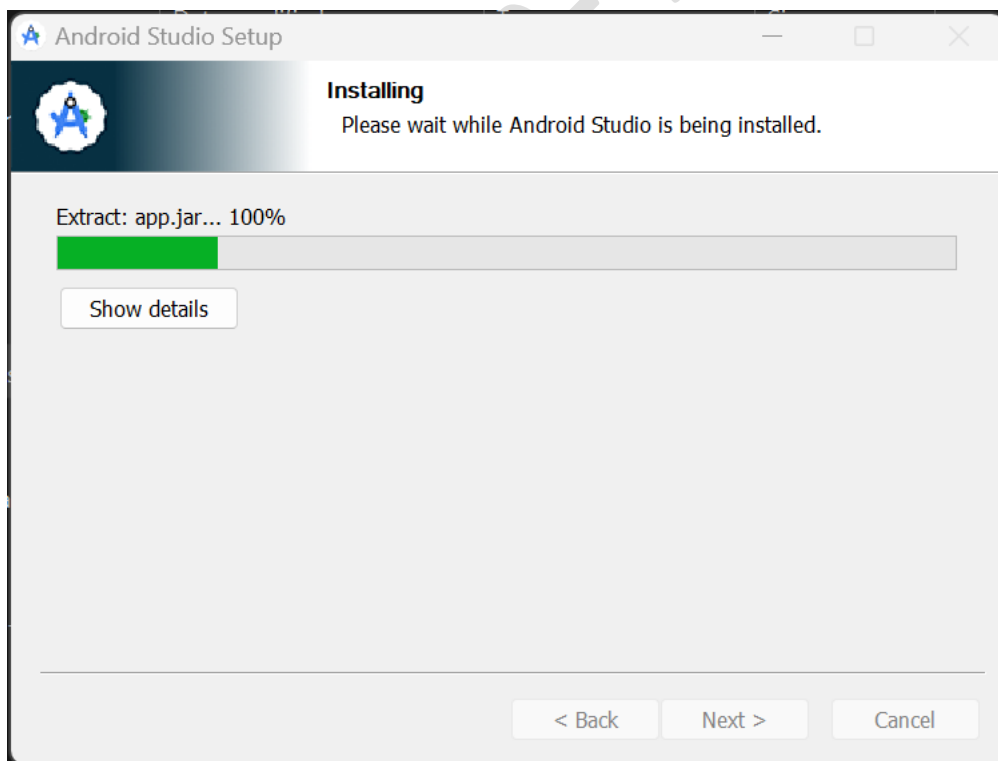 Android Studio Setup
Installing
Please wait while Android Studio is being installed.
Extract: app.jar... 100%
Show details
< Back
Next >
Cancel